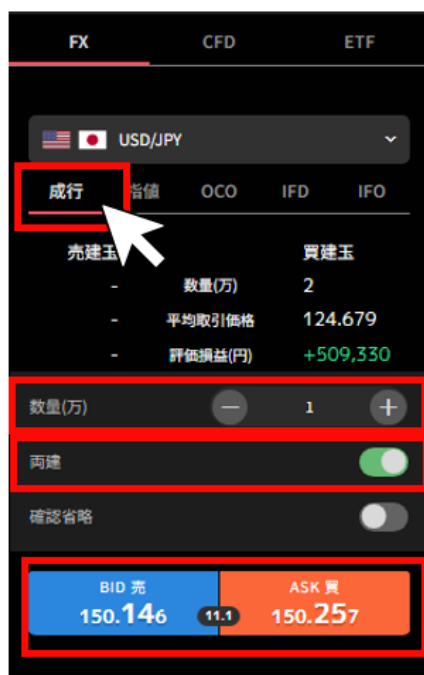 FX CFD ETF
USD/JPY
成行 指値 OCO IFD IFO
売建玉 買建玉
- 数量(万) 2
- 平均取引価格 124.679
- 評価損益(円) +509,330
数量(万) 1
両建
確認省略
BID 売 ASK 買
150.146 11.1 150.257